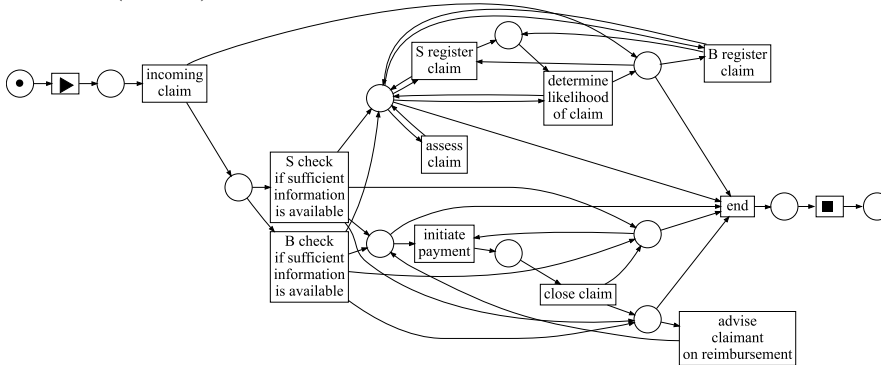 incoming
claim
S register
claim
B register
claim
determine
likelihood
of claim
assess
claim
S check
if sufficient
information
is available
B check
if sufficient
information
is available
initiate
payment
close claim
end
advise
claimant
on reimbursement